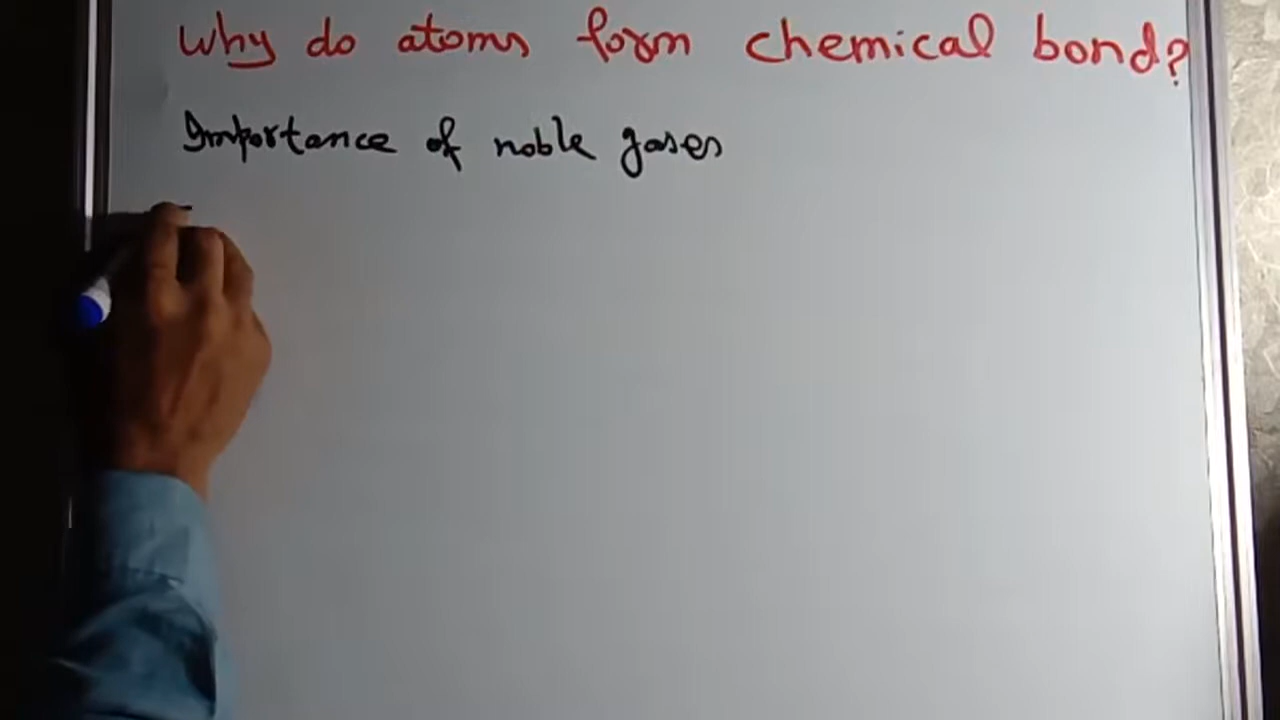 Why do atoms form chemical bond?
Importance of noble gases